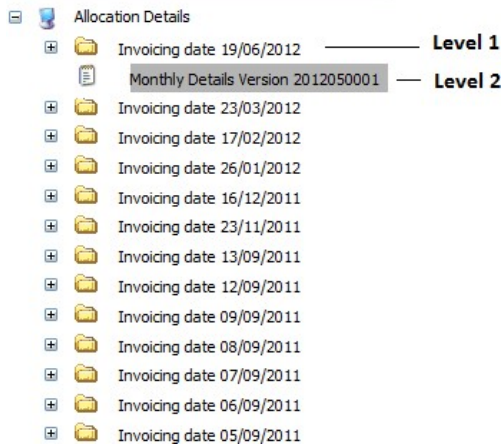 Allocation Details
Invoicing date 19/06/2012 Level 1
Monthly Details Version 2012050001 Level 2
Invoicing date 23/03/2012
Invoicing date 17/02/2012
Invoicing date 26/01/2012
Invoicing date 16/12/2011
Invoicing date 23/11/2011
Invoicing date 13/09/2011
Invoicing date 12/09/2011
Invoicing date 09/09/2011
Invoicing date 08/09/2011
Invoicing date 07/09/2011
Invoicing date 06/09/2011
Invoicing date 05/09/2011